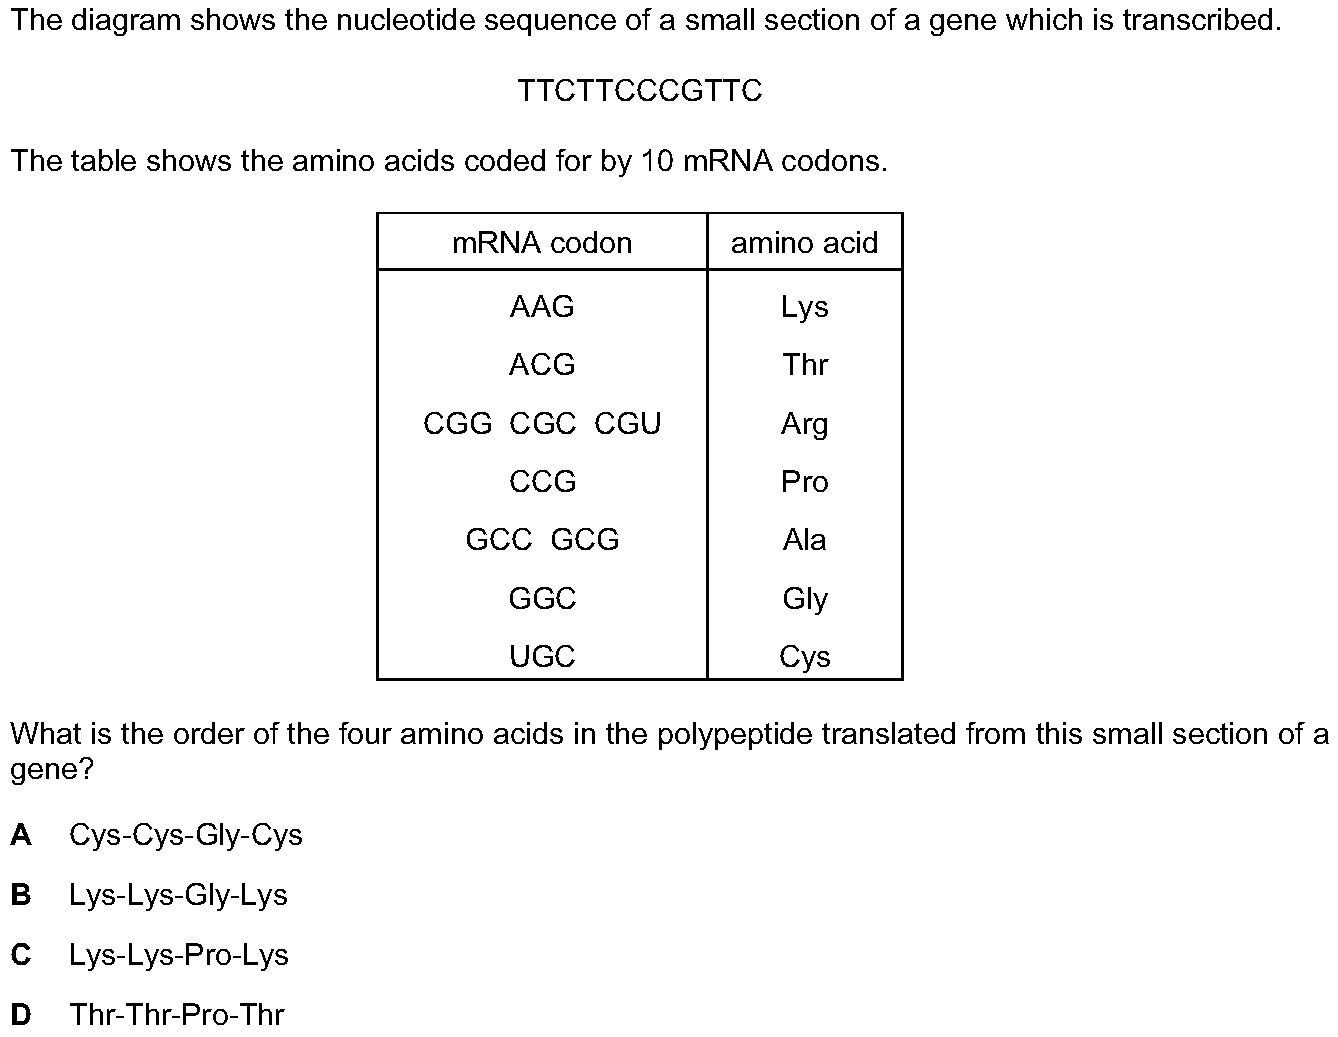 The diagram shows the nucleotide sequence of a small section of a gene which is transcribed.
TTCTTCCCGTTC
The table shows the amino acids coded for by 10 mRNA codons.
mRNA codon amino acid
AAG Lys
ACG Thr
CGG CGC CGU Arg
CCG Pro
GCC GCG Ala
GGC Gly
UGC Cys
What is the order of the four amino acids in the polypeptide translated from this small section of a
gene?
A Cys-Cys-Gly-Cys
B Lys-Lys-Gly-Lys
C Lys-Lys-Pro-Lys
D Thr-Thr-Pro-Thr